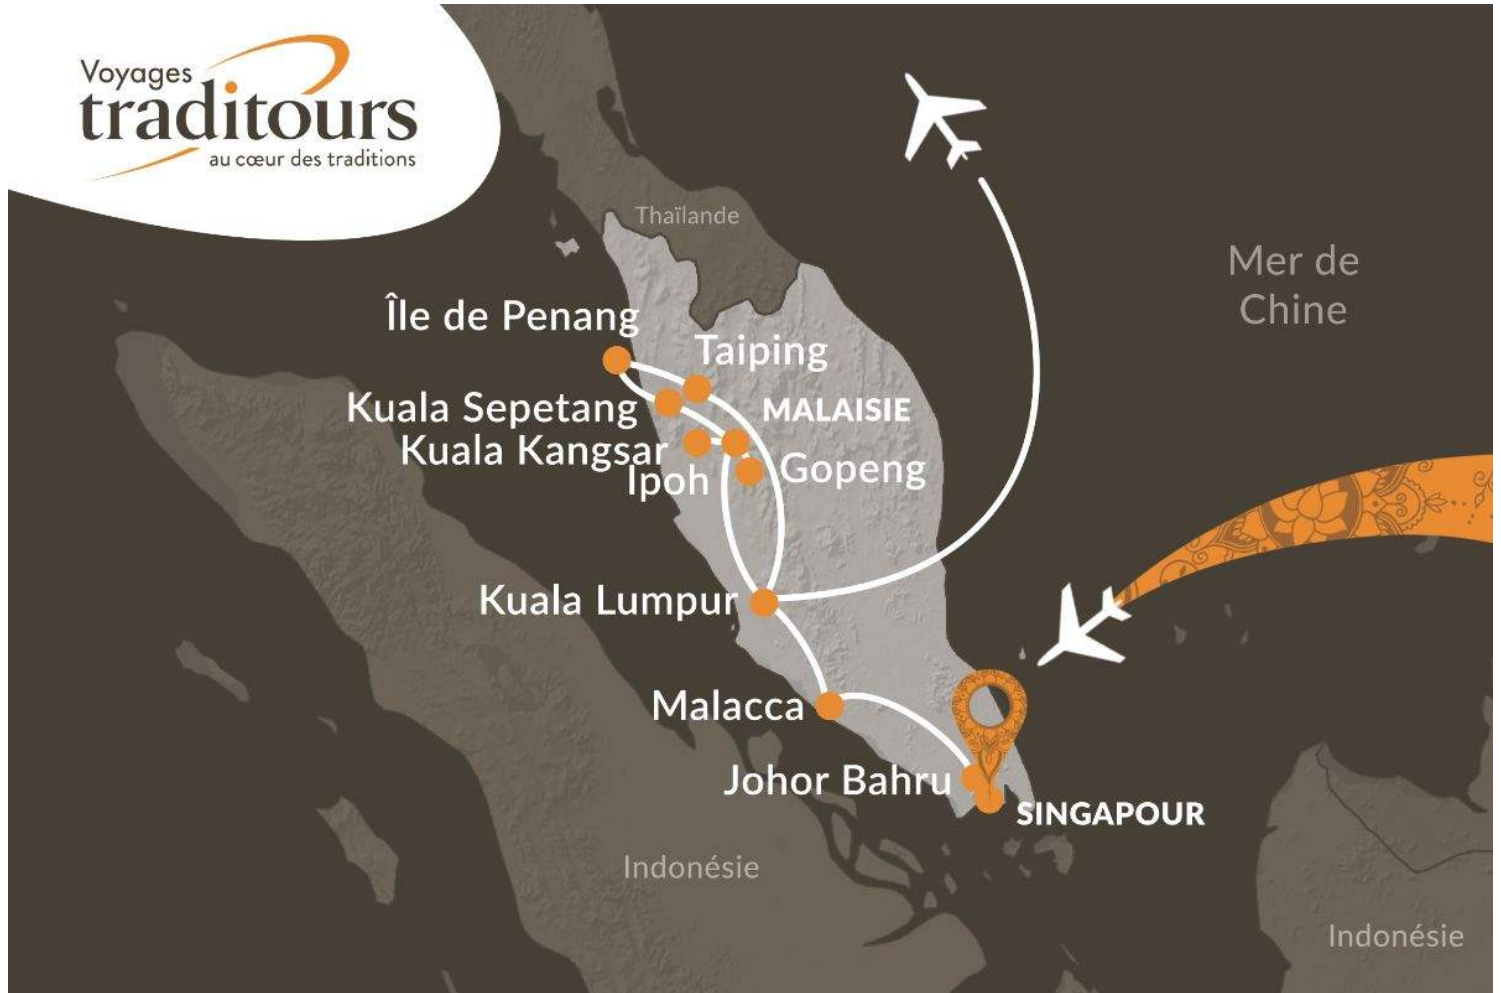 Voyages
traditours
au cœur des traditions
Thaïlande
Mer de
Chine
Île de Penang
Taiping
Kuala Sepetang
MALAISIE
Kuala Kangsar
Gopeng
Ipoh
Kuala Lumpur
Malacca
Johor Bahru
SINGAPOUR
Indonésie
Indonésie